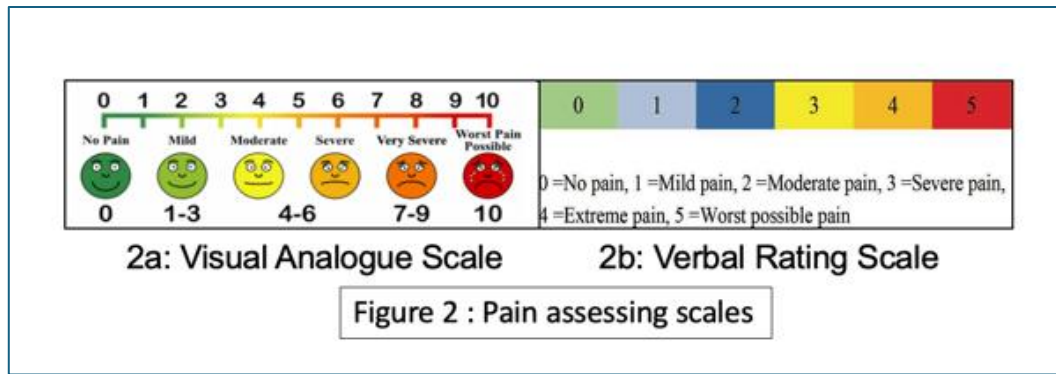 0 1 2 3 4 5 6 7 8 9 10
No Pain Mild Moderate Severe Very Severe Worst Pain
Possible
0 1-3 4-6 7-9 10
0 1 2 3 4 5
0 =No pain, 1 =Mild pain, 2 =Moderate pain, 3 =Severe pain,
4 =Extreme pain, 5 =Worst possible pain
2a: Visual Analogue Scale
2b: Verbal Rating Scale
Figure 2 : Pain assessing scales